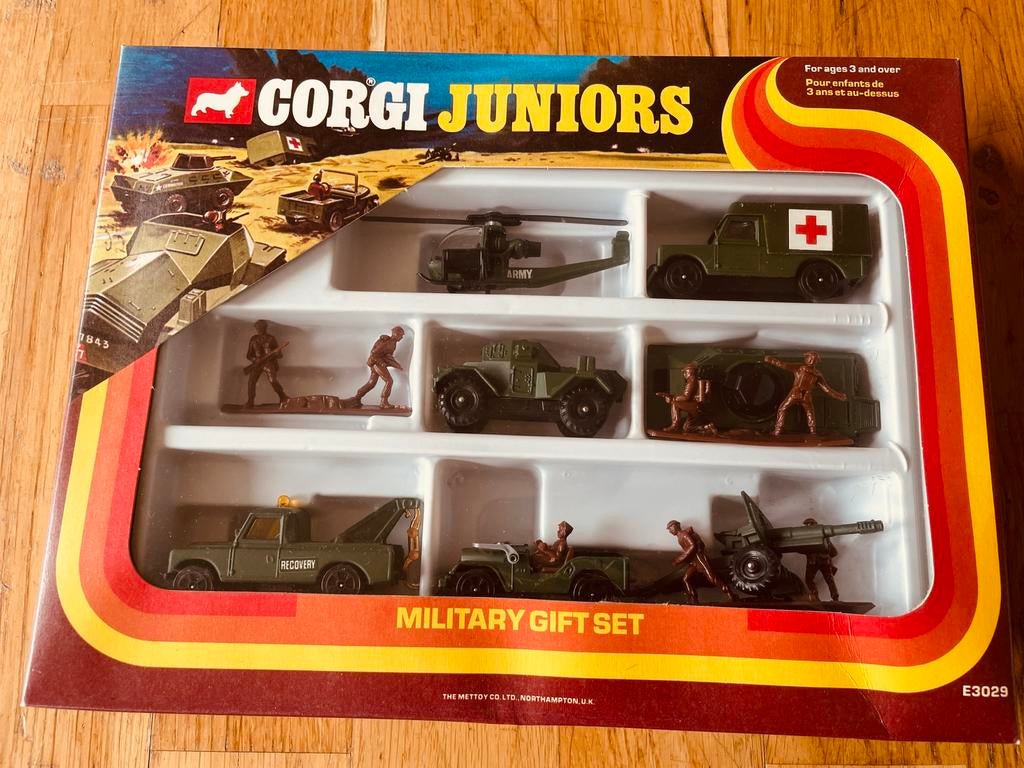 CORGI® JUNIORS
For ages 3 and over
Pour enfants de
3 ans et au-dessus
1843
ARMY
RECOVERY
MILITARY GIFT SET
THE METTOY CO. LTD., NORTHAMPTON, U.K.
E3029